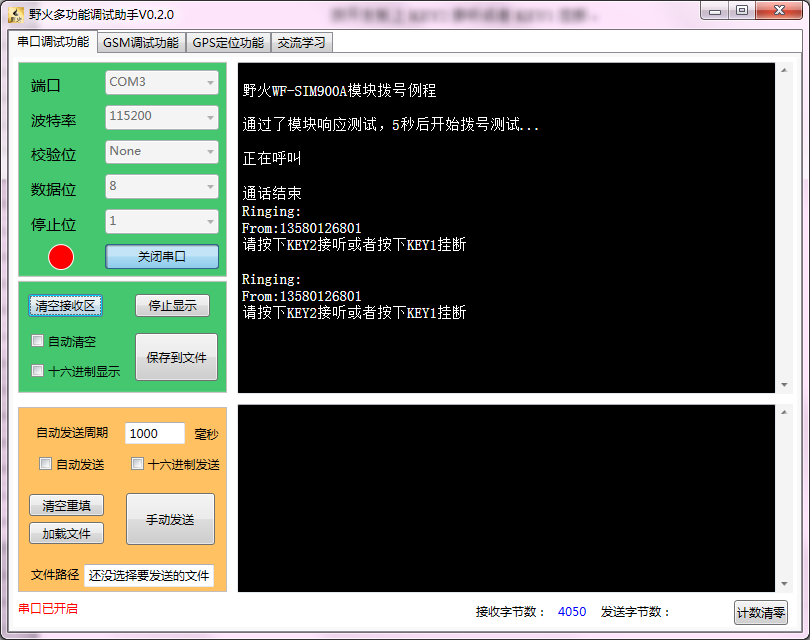 野火多功能调试助手V0.2.0
串口调试功能 GSM调试功能 GPS定位功能 交流学习
端口 COM3
波特率 115200
校验位 None
数据位 8
停止位 1
关闭串口
清空接收区 停止显示
自动清空
保存到文件
十六进制显示
野火WF-SIM900A模块拨号例程
通过了模块响应测试，5秒后开始拨号测试...
正在呼叫
通话结束
Ringing:
From:13580126801
请按下KEY2接听或者按下KEY1挂断
Ringing:
From:13580126801
请按下KEY2接听或者按下KEY1挂断
自动发送周期 1000 毫秒
自动发送 十六进制发送
清空重填
手动发送
加载文件
文件路径 还没选择要发送的文件
串口已开启
接收字节数： 4050 发送字节数：
计数清零